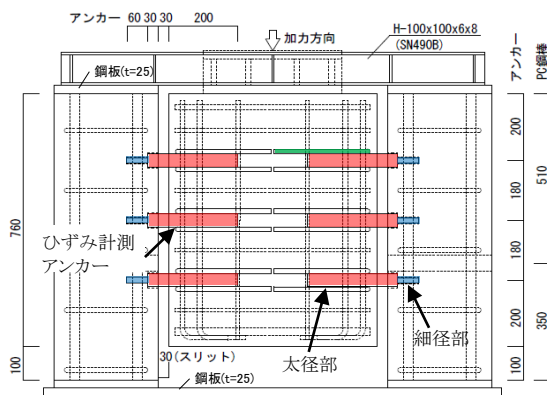 アンカー 60 30 30 200
加力方向
H-100x100x6x8
(SN490B)
鋼板(t=25)
アンカー
PC鋼棒
760
100
200
180
180
200
100
510
350
ひずみ計測
アンカー
30(スリット)
太径部
細径部
鋼板(t=25)